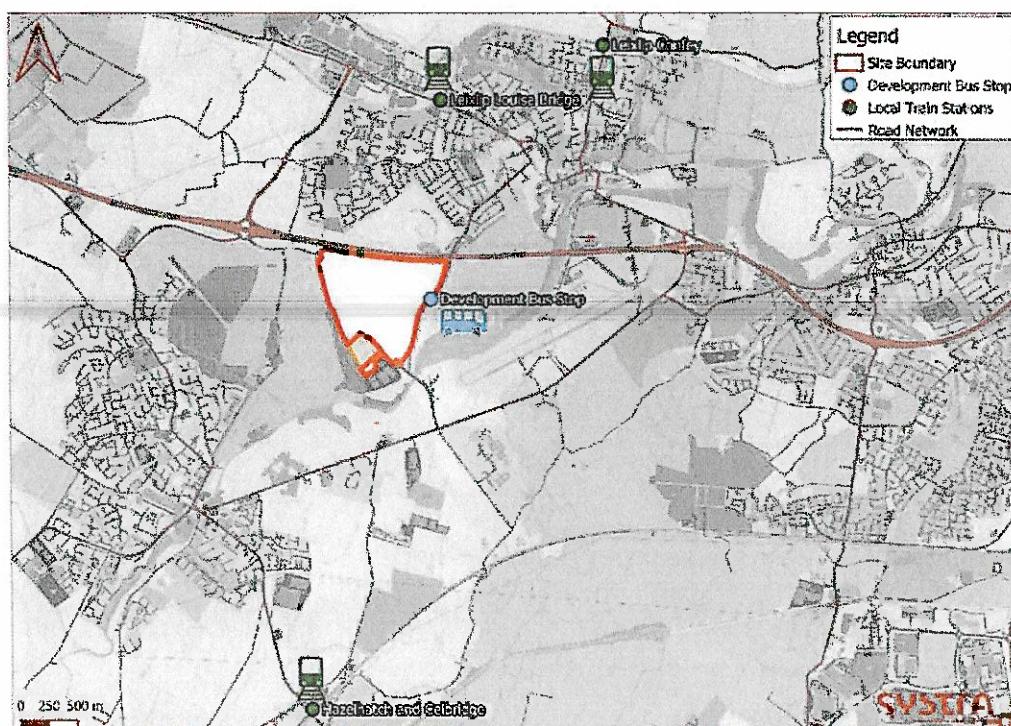 Legend
Site Boundary
Development Bus Stop
Local Train Stations
Road Network
Leixlip Confey
Leixlip Louisa Bridge
Development Bus Stop
Hazelhatch and Celbridge
0 250 500 m
SYSTRA